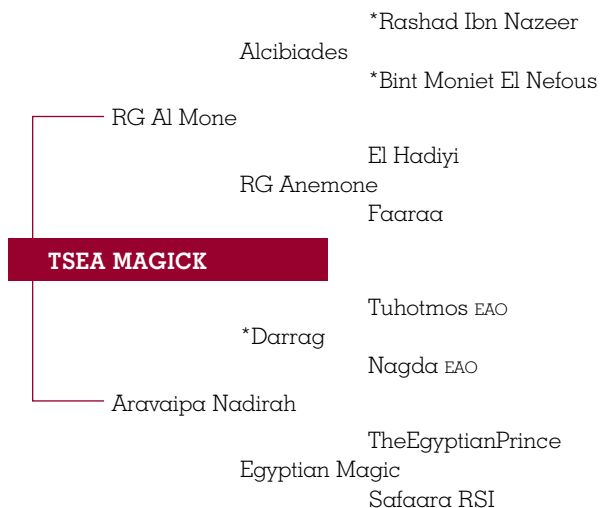 *Rashad Ibn Nazeer
Alcibiades
*Bint Moniet El Nefous
RG Al Mone
El Hadiyi
RG Anemone
Faaraa
TSEA MAGICK
Tuhotmos EAO
*Darrag
Nagda EAO
Aravaipa Nadirah
TheEgyptianPrince
Egyptian Magic
Safaara RSI